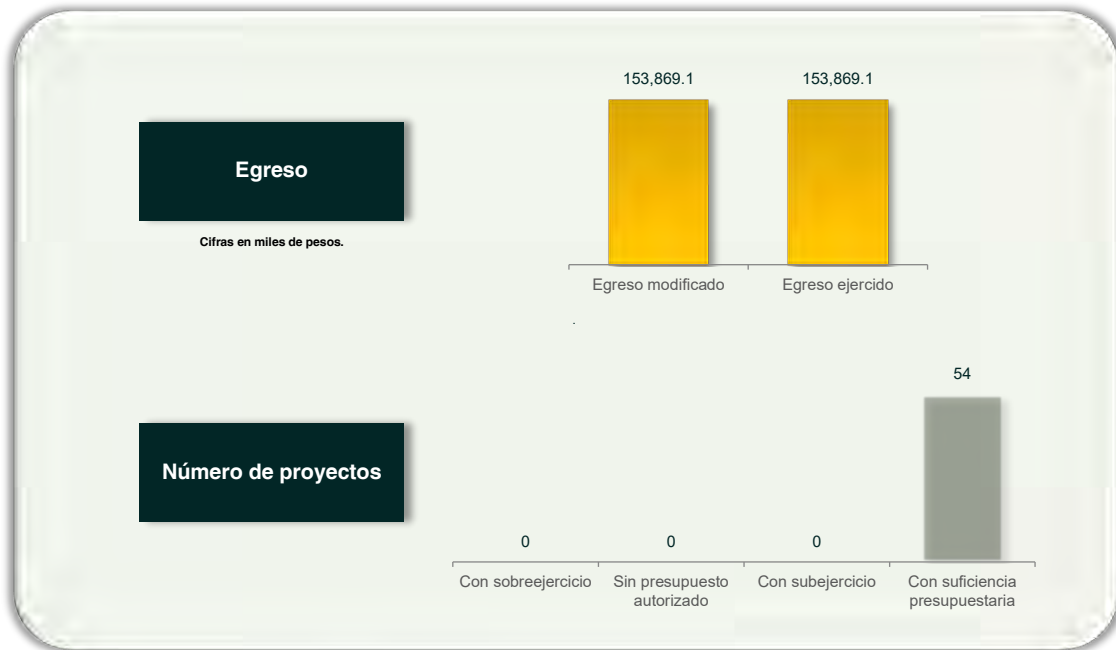 153,869.1 153,869.1
Egreso
Cifras en miles de pesos.
Egreso modificado Egreso ejercido
.
54
Número de proyectos
0 0 0
Con sobreejercicio Sin presupuesto Con subejercicio Con suficiencia
autorizado presupuestaria